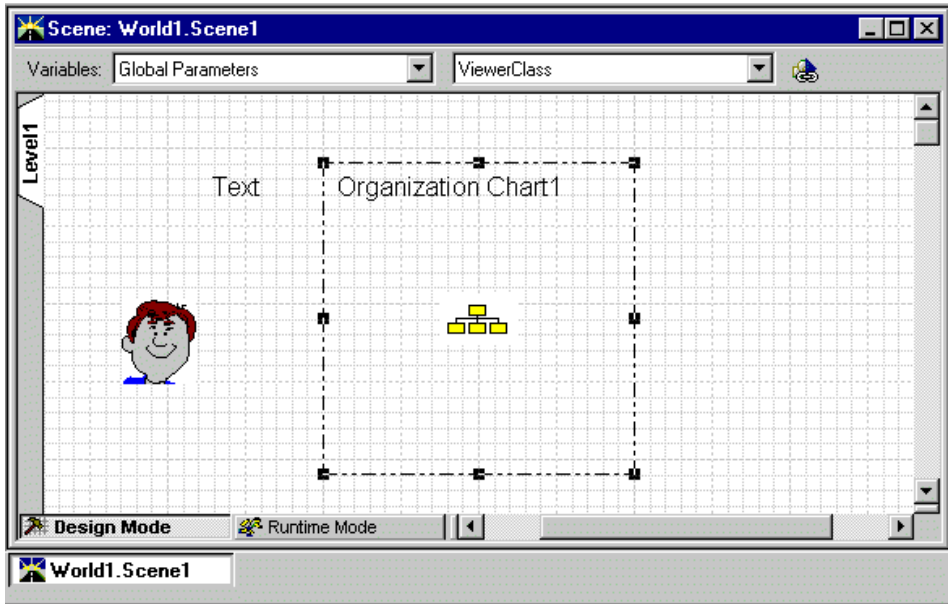 Scene: World1.Scene1
Variables: Global Parameters ViewerClass
Level1
Text Organization Chart1
Design Mode Runtime Mode
World1.Scene1